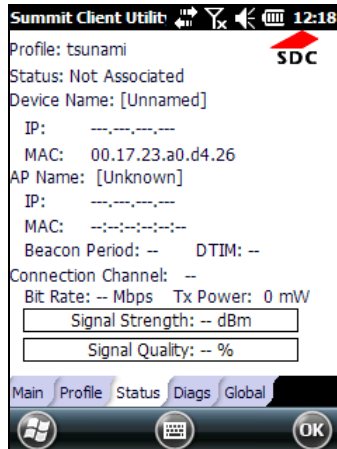 Summit Client Utilit 12:18
Profile: tsunami
SDC
Status: Not Associated
Device Name: [Unnamed]
IP: ---.---.---.---
MAC: 00.17.23.a0.d4.26
AP Name: [Unknown]
IP: ---.---.---.---
MAC: --:--:--:--:--:--
Beacon Period: -- DTIM: --
Connection Channel: --
Bit Rate: -- Mbps Tx Power: 0 mW
Signal Strength: -- dBm
Signal Quality: -- %
Main Profile Status Diags Global
OK